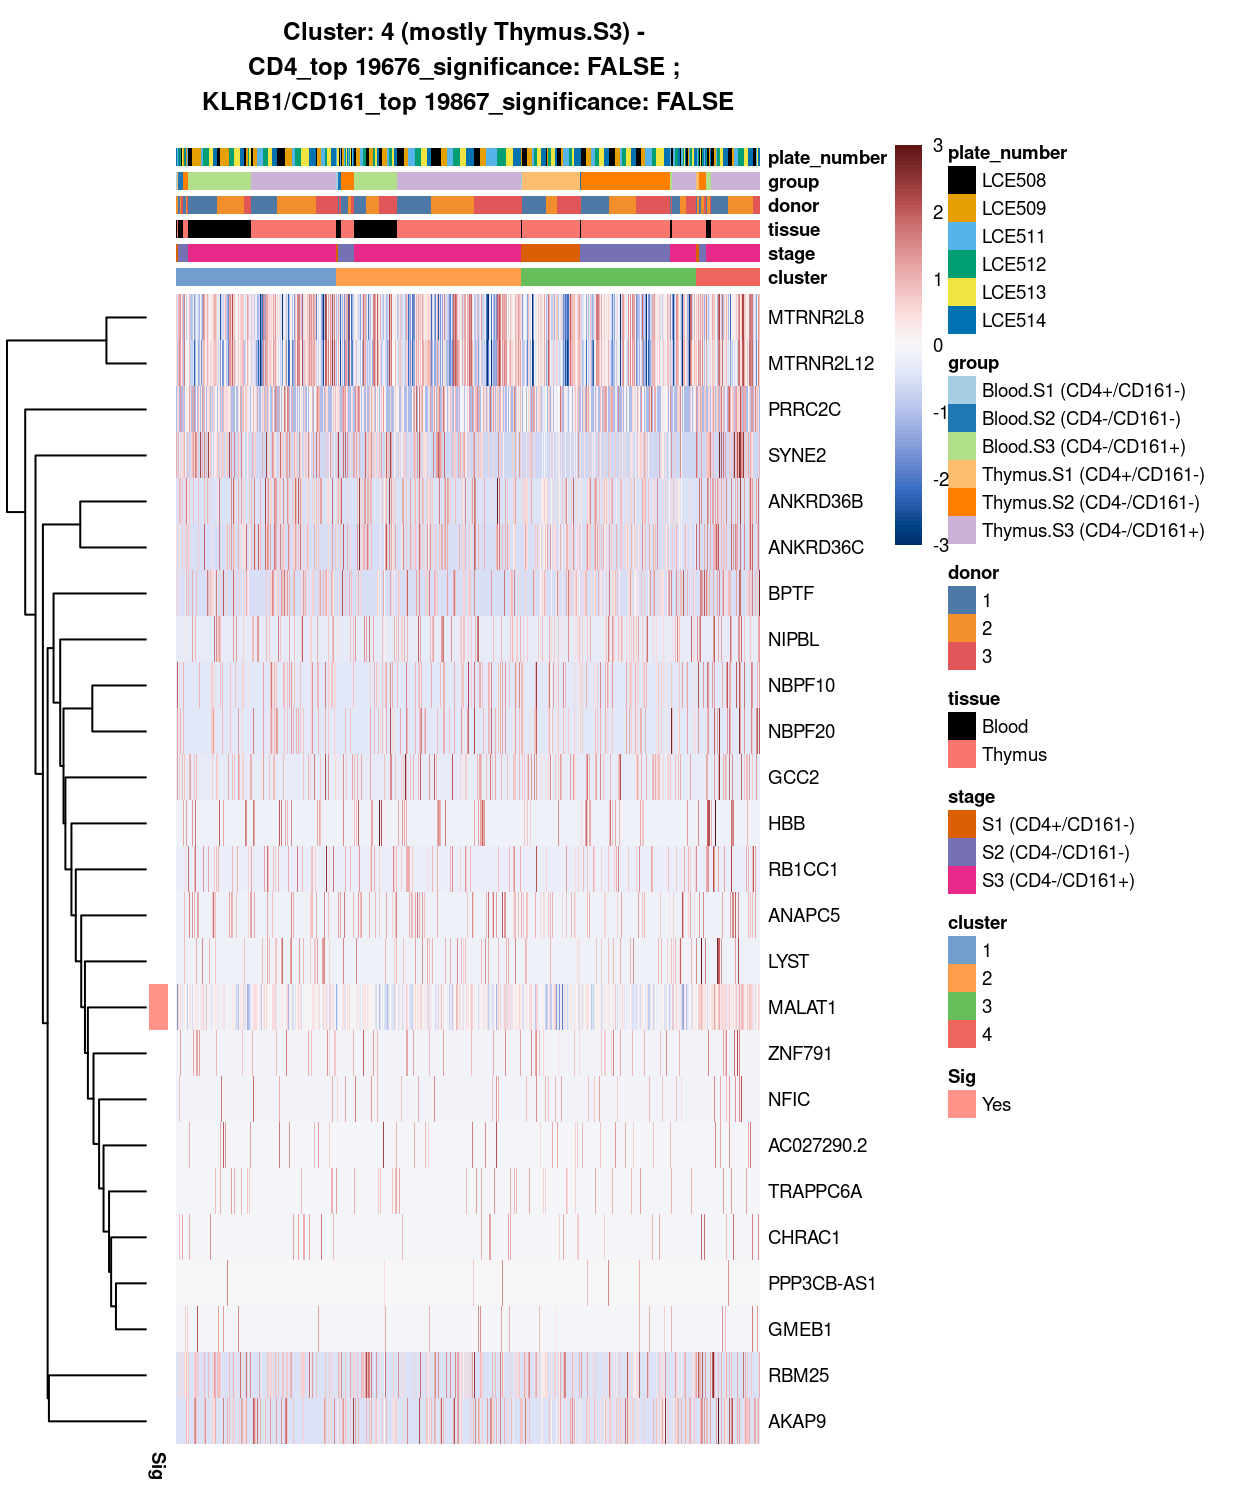 Cluster: 4 (mostly Thymus.S3) -
CD4_top 19676_significance: FALSE ;
KLRB1/CD161_top 19867_significance: FALSE
plate_number
group
donor
tissue
stage
cluster
MTRNR2L8
MTRNR2L12
PRRC2C
SYNE2
ANKRD36B
ANKRD36C
BPTF
NIPBL
NBPF10
NBPF20
GCC2
HBB
RB1CC1
ANAPC5
LYST
MALAT1
ZNF791
NFIC
AC027290.2
TRAPPC6A
CHRAC1
PPP3CB-AS1
GMEB1
RBM25
AKAP9
Sig
3
2
1
0
-1
-2
-3
plate_number
LCE508
LCE509
LCE511
LCE512
LCE513
LCE514
group
Blood.S1 (CD4+/CD161-)
Blood.S2 (CD4-/CD161-)
Blood.S3 (CD4-/CD161+)
Thymus.S1 (CD4+/CD161-)
Thymus.S2 (CD4-/CD161-)
Thymus.S3 (CD4-/CD161+)
donor
1
2
3
tissue
Blood
Thymus
stage
S1 (CD4+/CD161-)
S2 (CD4-/CD161-)
S3 (CD4-/CD161+)
cluster
1
2
3
4
Sig
Yes